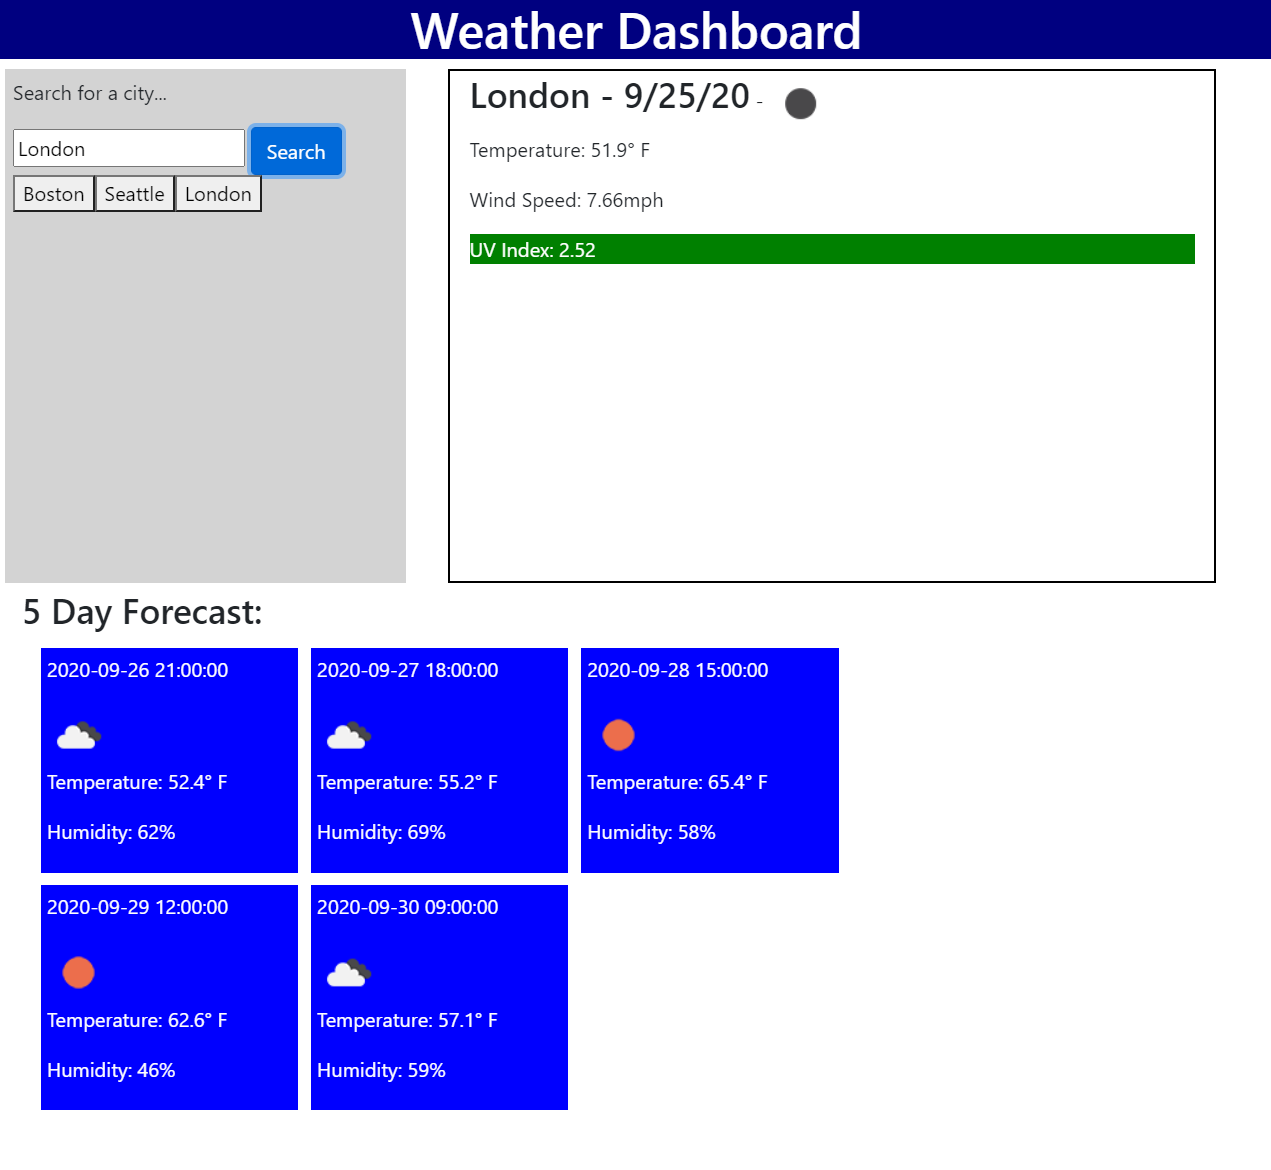 Weather Dashboard
Search for a city...
London
Search
Boston
Seattle
London
London - 9/25/20 -
Temperature: 51.9° F
Wind Speed: 7.66mph
UV Index: 2.52
5 Day Forecast:
2020-09-26 21:00:00
Temperature: 52.4° F
Humidity: 62%
2020-09-27 18:00:00
Temperature: 55.2° F
Humidity: 69%
2020-09-28 15:00:00
Temperature: 65.4° F
Humidity: 58%
2020-09-29 12:00:00
Temperature: 62.6° F
Humidity: 46%
2020-09-30 09:00:00
Temperature: 57.1° F
Humidity: 59%